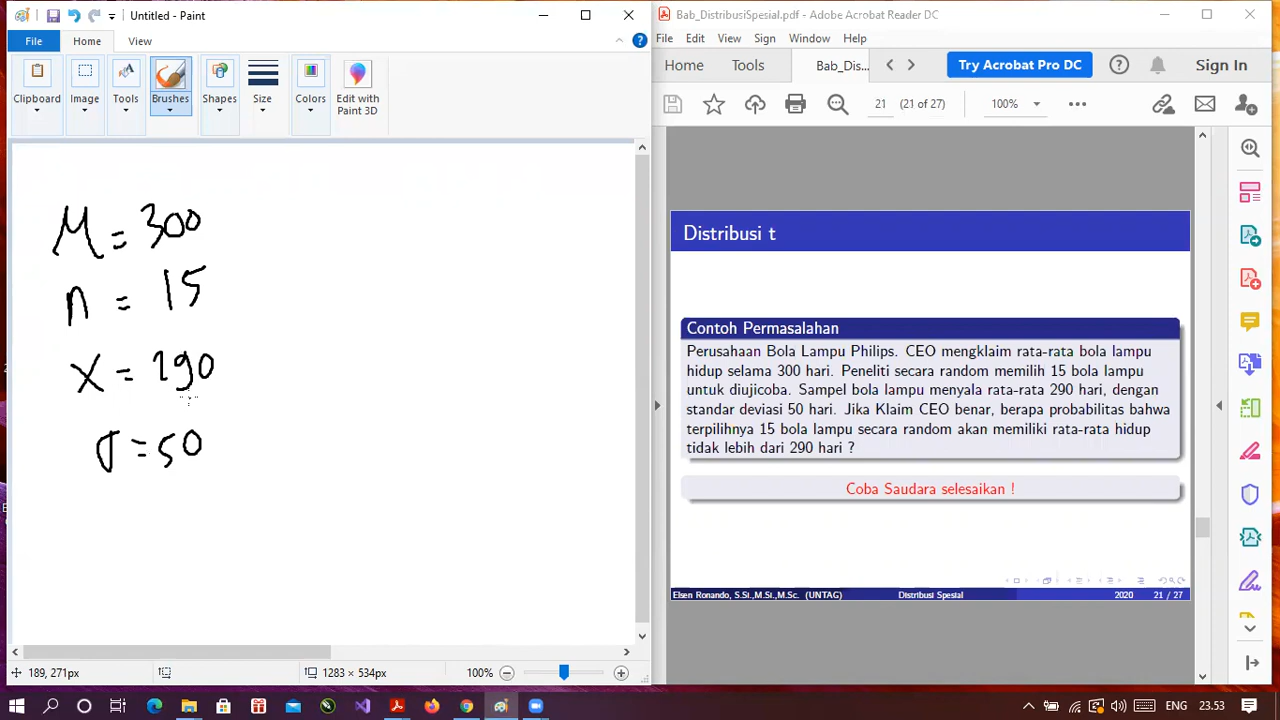 Untitled - Paint
File
Home
View
Clipboard
Image
Tools
Brushes
Shapes
Size
Colors
Edit with
Paint 3D
M = 300
n = 15
X = 290
σ = 50
189, 271px
1283 × 534px
100%
Bab_DistribusiSpesial.pdf - Adobe Acrobat Reader DC
File Edit View Sign Window Help
Home
Tools
Bab_Dis...
Try Acrobat Pro DC
Sign In
21 (21 of 27)
100%
Distribusi t
Contoh Permasalahan
Perusahaan Bola Lampu Philips. CEO mengklaim rata-rata bola lampu
hidup selama 300 hari. Peneliti secara random memilih 15 bola lampu
untuk diujicoba. Sampel bola lampu menyala rata-rata 290 hari, dengan
standar deviasi 50 hari. Jika Klaim CEO benar, berapa probabilitas bahwa
terpilihnya 15 bola lampu secara random akan memiliki rata-rata hidup
tidak lebih dari 290 hari ?
Coba Saudara selesaikan !
Elsen Ronando, S.Si.,M.Si.,M.Sc. (UNTAG)
Distribusi Spesial
2020
21 / 27
ENG
23.53